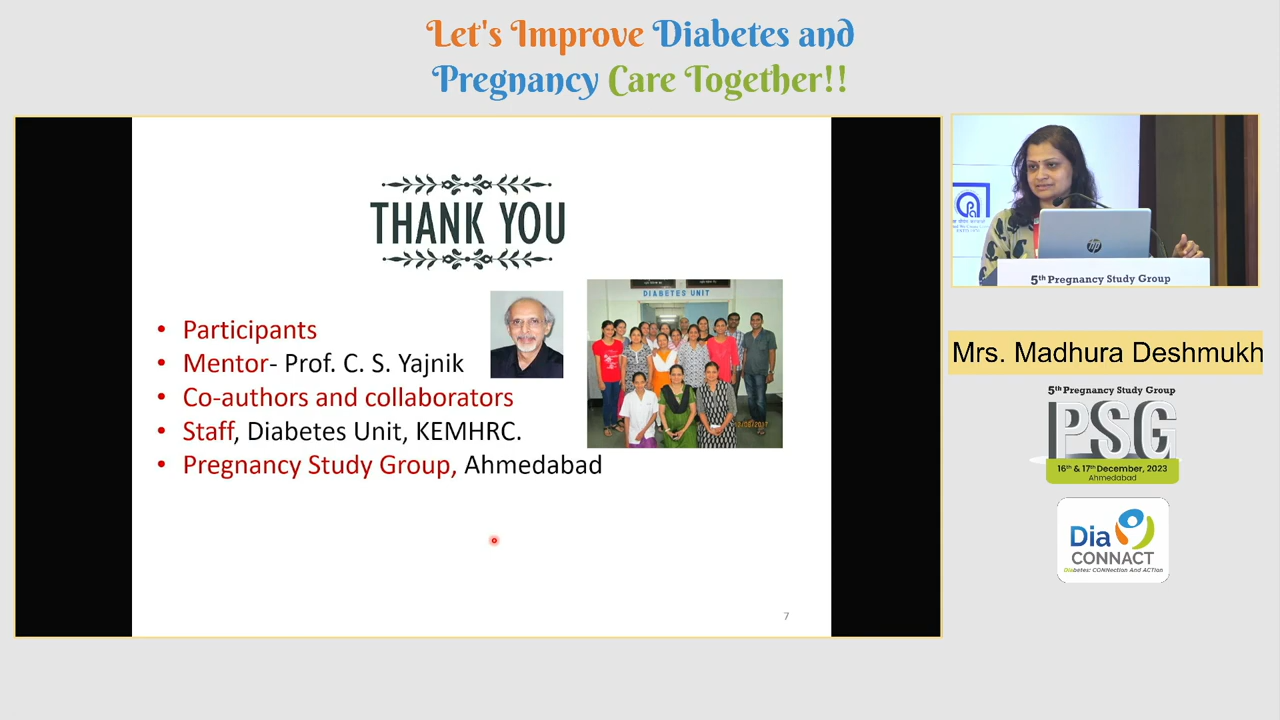 Let's Improve Diabetes and
Pregnancy Care Together!!
THANK YOU
• Participants
• Mentor- Prof. C. S. Yajnik
• Co-authors and collaborators
• Staff, Diabetes Unit, KEMHRC.
• Pregnancy Study Group, Ahmedabad
DIABETES UNIT
7
hp
5th Pregnancy Study Group
Mrs. Madhura Deshmukh
5th Pregnancy Study Group
PSG
16th & 17th December, 2023
Ahmedabad
Dia
CONNACT
Diabetes: CONNection And ACTion